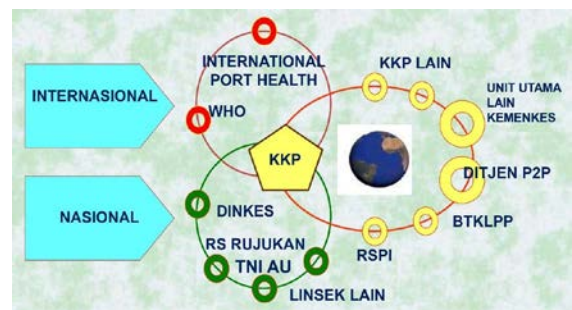 INTERNASIONAL
INTERNATIONAL
PORT HEALTH
WHO
KKP LAIN
UNIT UTAMA
LAIN
KEMENKES
KKP
DITJEN P2P
NASIONAL
DINKES
BTKLPP
RS RUJUKAN
RSPI
TNI AU
LINSEK LAIN